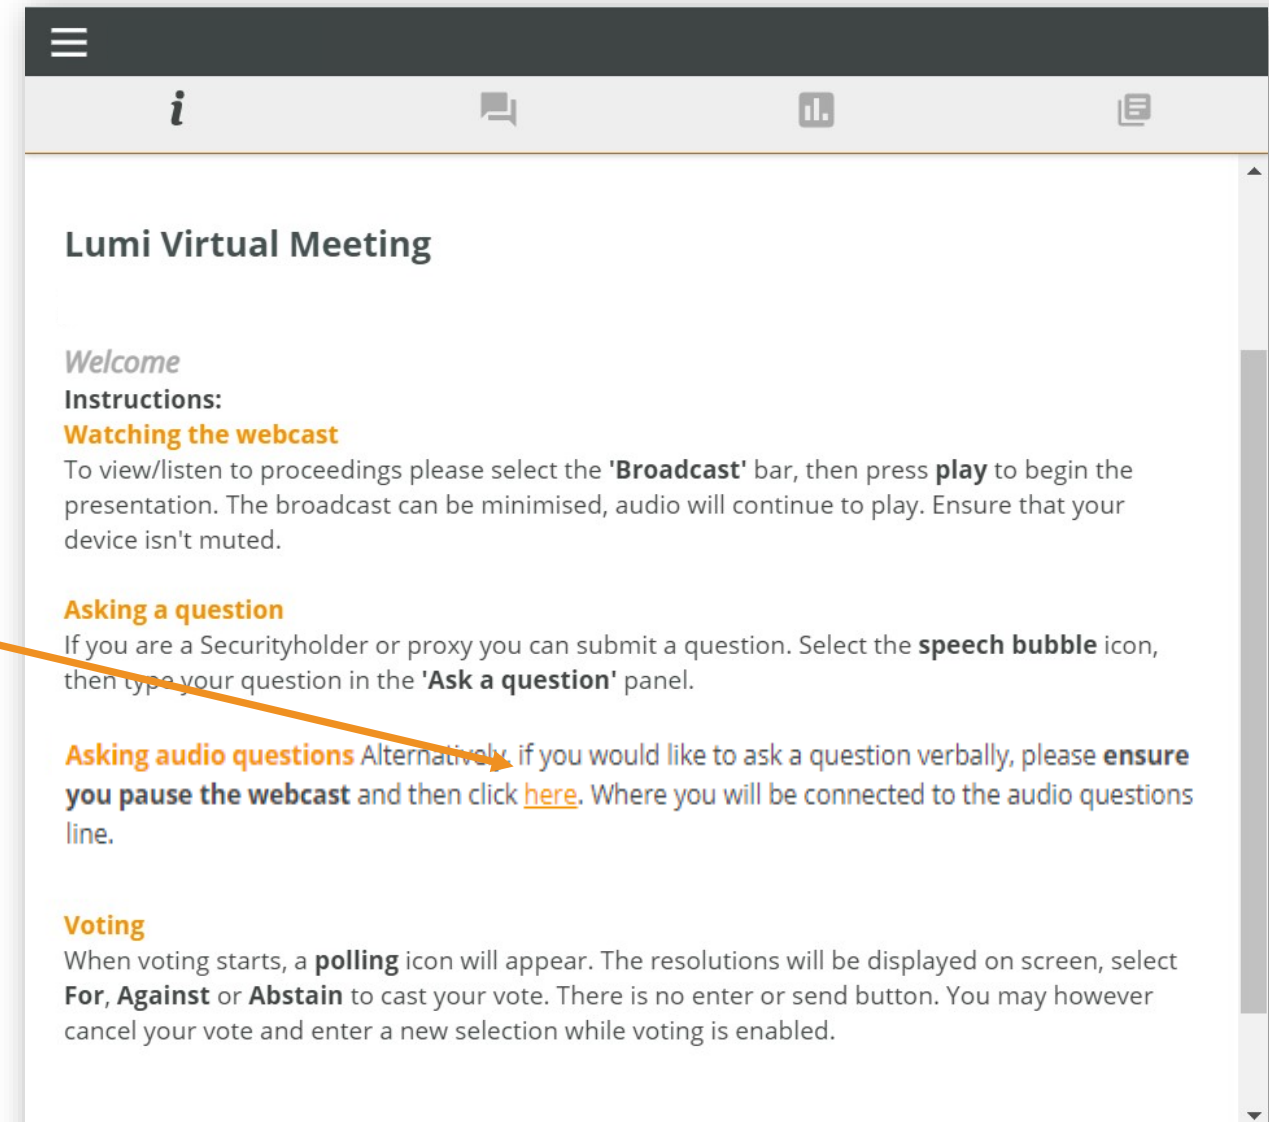 Lumi Virtual Meeting
Welcome
Instructions:
Watching the webcast
To view/listen to proceedings please select the 'Broadcast' bar, then press play to begin the
presentation. The broadcast can be minimised, audio will continue to play. Ensure that your
device isn't muted.
Asking a question
If you are a Securityholder or proxy you can submit a question. Select the speech bubble icon,
then type your question in the 'Ask a question' panel.
Asking audio questions Alternatively, if you would like to ask a question verbally, please ensure
you pause the webcast and then click here. Where you will be connected to the audio questions
line.
Voting
When voting starts, a polling icon will appear. The resolutions will be displayed on screen, select
For, Against or Abstain to cast your vote. There is no enter or send button. You may however
cancel your vote and enter a new selection while voting is enabled.